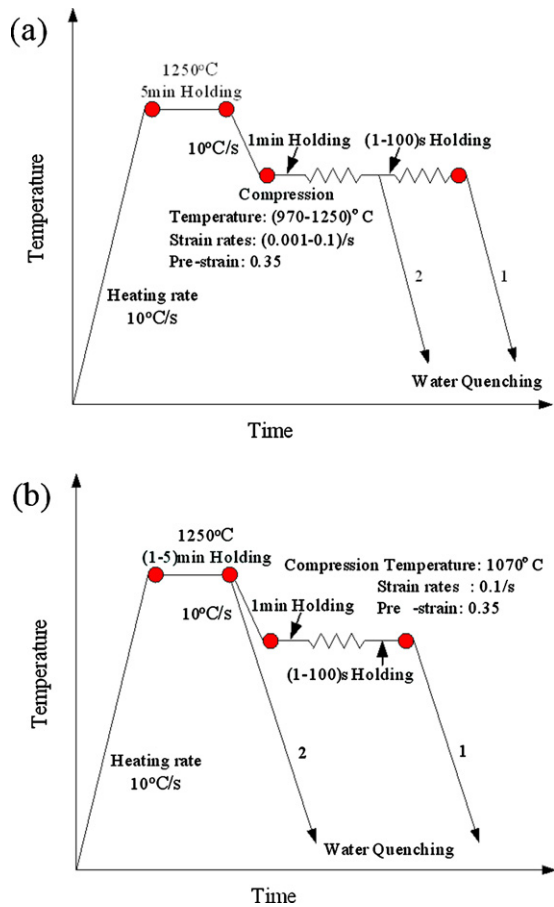 (a)
1250°C
5min Holding
10°C/s
1min Holding
(1-100)s Holding
Compression
Temperature: (970-1250)°C
Strain rates: (0.001-0.1)/s
Pre-strain: 0.35
Heating rate
10°C/s
2
1
Water Quenching
Temperature
Time
(b)
1250°C
(1-5)min Holding
Compression Temperature: 1070°C
Strain rates : 0.1/s
Pre -strain: 0.35
10°C/s
1min Holding
(1-100)s Holding
Heating rate
10°C/s
2
1
Water Quenching
Temperature
Time